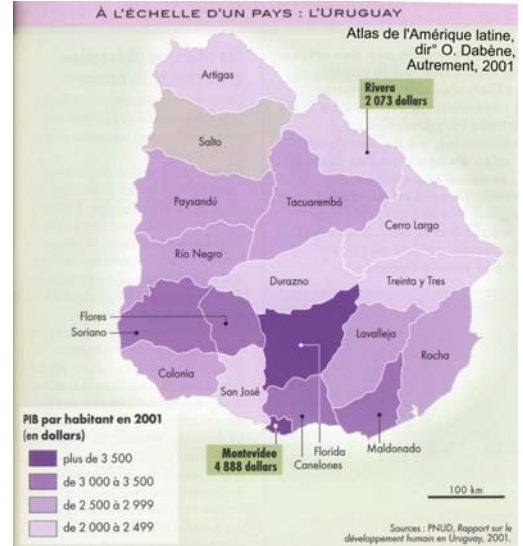 À L'ÉCHELLE D'UN PAYS : L'URUGUAY
Atlas de l'Amérique latine,
dir° O. Dabène,
Autrement, 2001
Artigas
Rivera
2 073 dollars
Salto
Paysandú
Tacuarembó
Cerro Largo
Río Negro
Durazno
Treinta y Tres
Flores
Soriano
Lavalleja
Rocha
Colonia
San José
Montevideo
4 888 dollars
Florida
Canelones
Maldonado
PIB par habitant en 2001
(en dollars)
plus de 3 500
de 3 000 à 3 500
de 2 500 à 2 999
de 2 000 à 2 499
100 km
Sources : PNUD, Rapport sur le
développement humain en Uruguay, 2001.